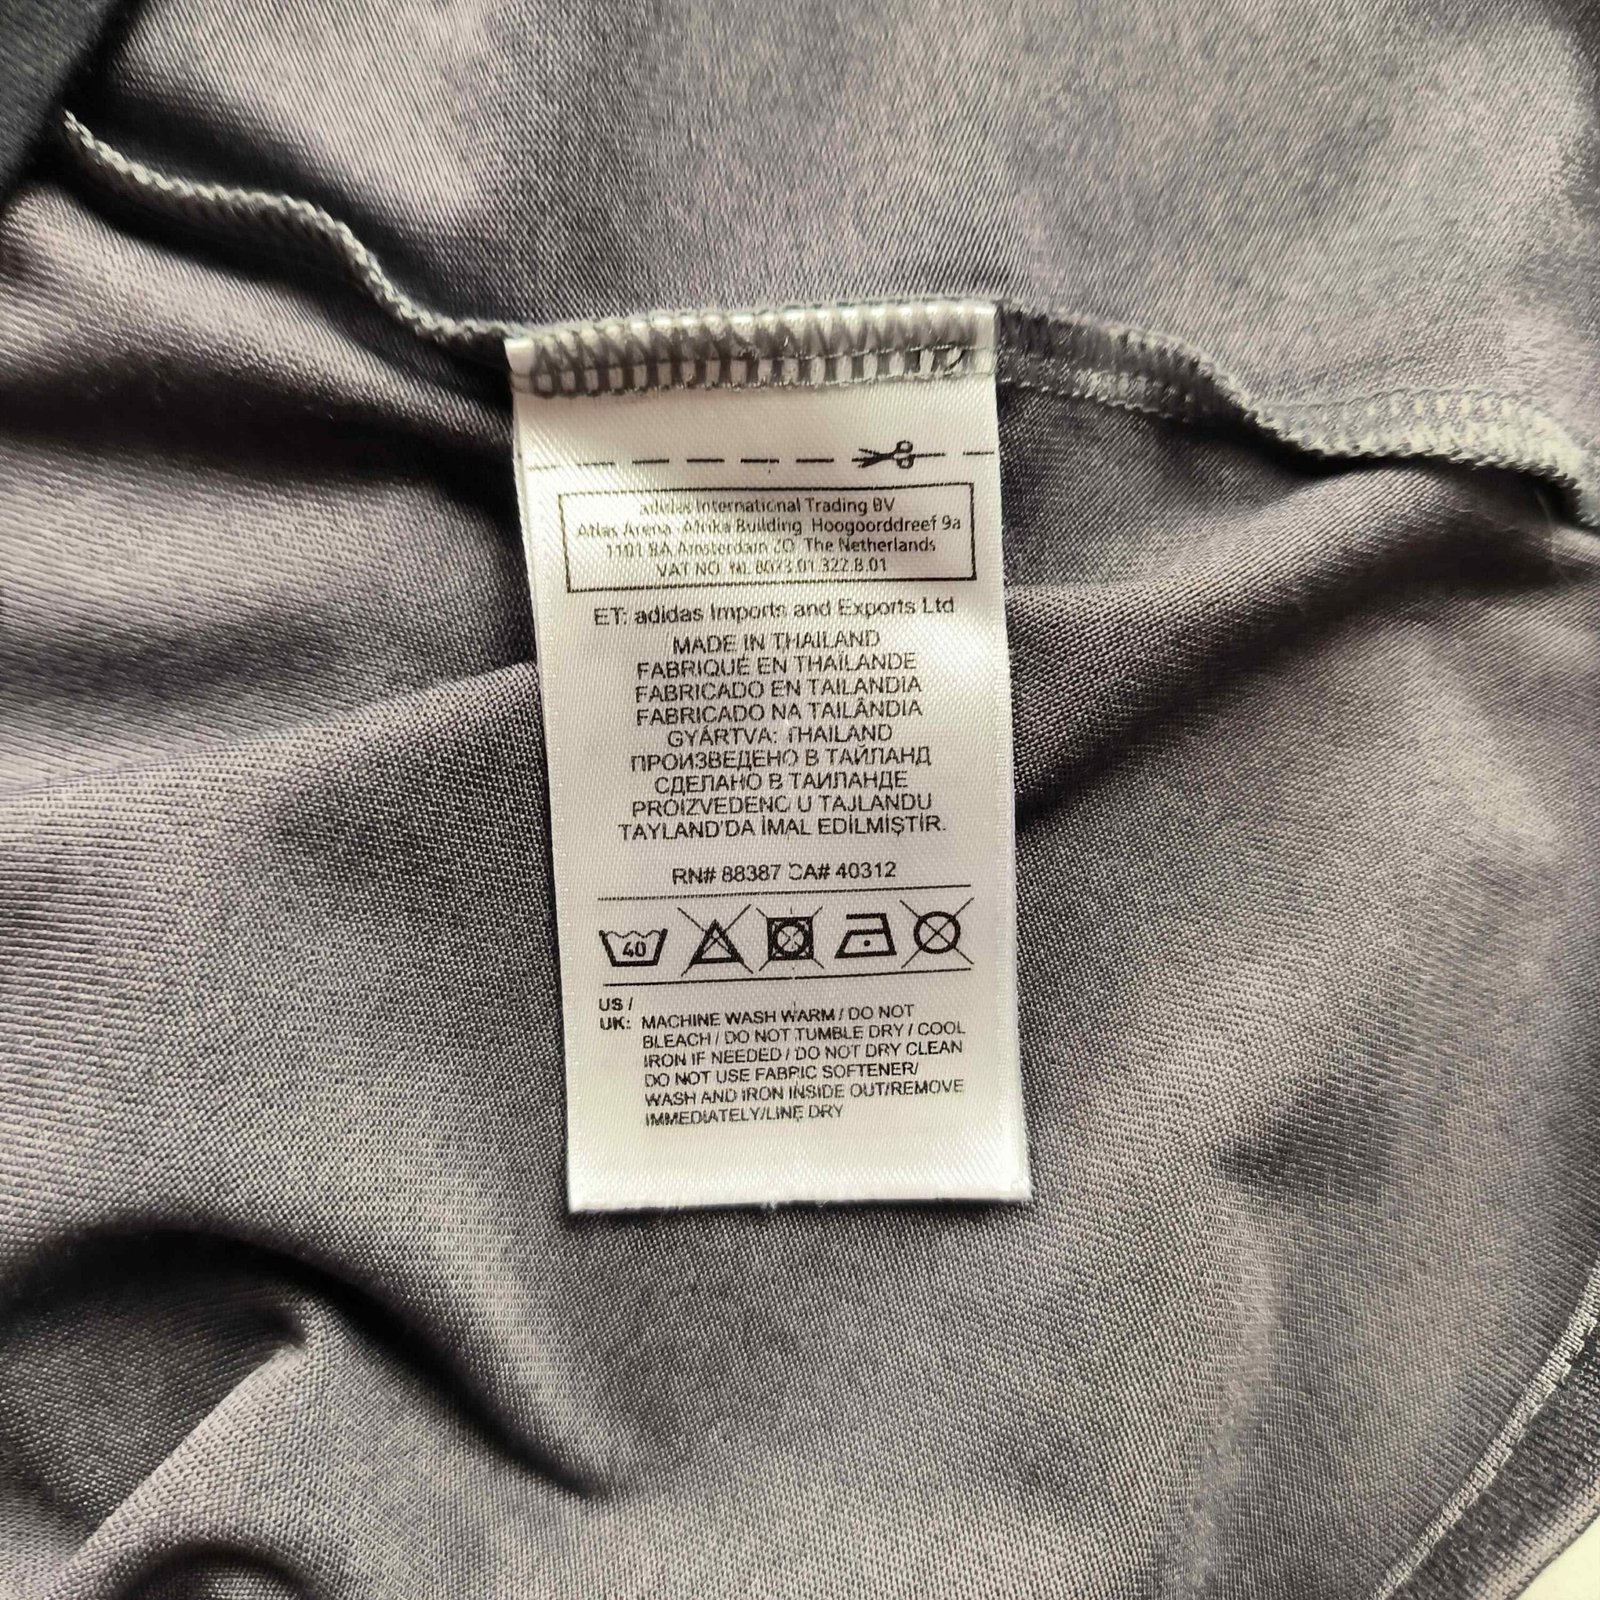 adidas International Trading BV
Atlas Arena - Afrika Building, Hoogoorddreef 9a
1101 BA Amsterdam ZO The Netherlands
VAT NO. NL 8023.01.322.B.01
ET: adidas Imports and Exports Ltd
MADE IN THAILAND
FABRIQUÉ EN THAÏLANDE
FABRICADO EN TAILANDIA
FABRICADO NA TAILÂNDIA
GYÁRTVA: THAILAND
ПРОИЗВЕДЕНО В ТАЙЛАНД
СДЕЛАНО В ТАИЛАНДЕ
PROIZVEDENO U TAJLANDU
TAYLAND'DA İMAL EDİLMİŞTİR.
RN# 88387 CA# 40312
40
US /
UK: MACHINE WASH WARM / DO NOT
BLEACH / DO NOT TUMBLE DRY / COOL
IRON IF NEEDED / DO NOT DRY CLEAN
DO NOT USE FABRIC SOFTENER/
WASH AND IRON INSIDE OUT/REMOVE
IMMEDIATELY/LINE DRY